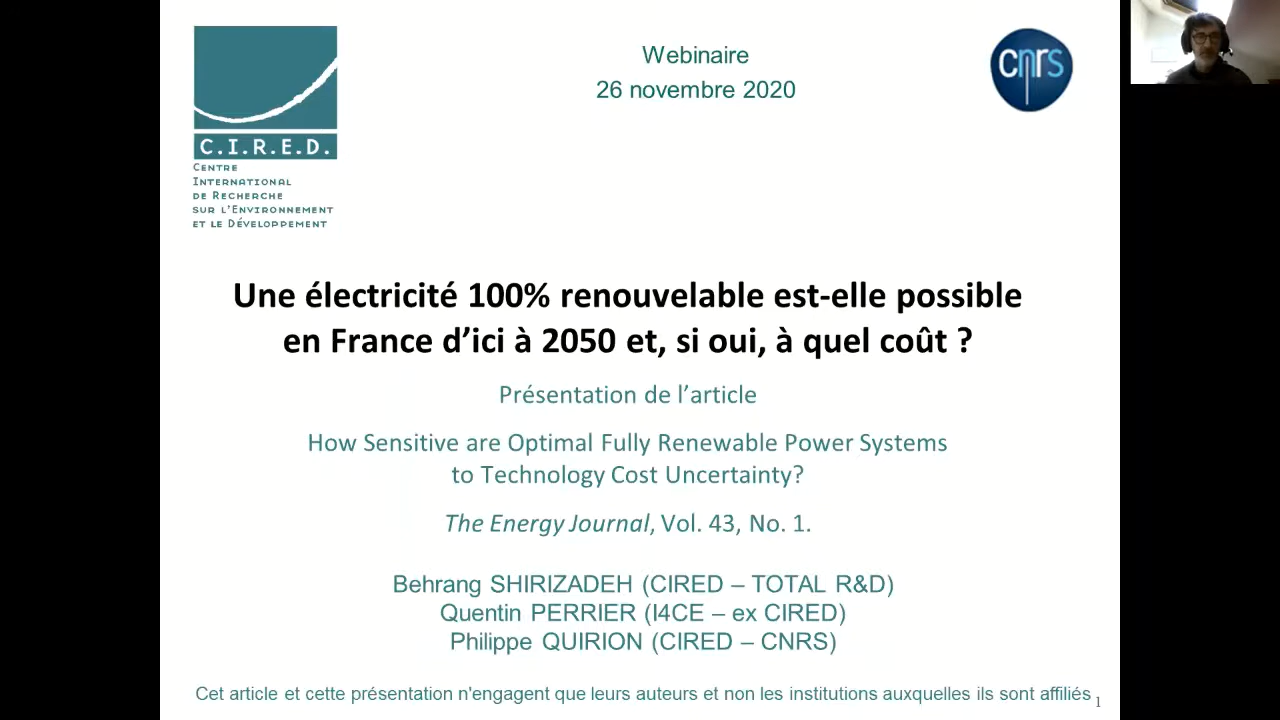 Webinaire
26 novembre 2020
cnrs
C.I.R.E.D.
CENTRE
INTERNATIONAL
DE RECHERCHE
SUR L'ENVIRONNEMENT
ET LE DÉVELOPPEMENT
Une électricité 100% renouvelable est-elle possible
en France d’ici à 2050 et, si oui, à quel coût ?
Présentation de l’article
How Sensitive are Optimal Fully Renewable Power Systems
to Technology Cost Uncertainty?
The Energy Journal, Vol. 43, No. 1.
Behrang SHIRIZADEH (CIRED – TOTAL R&D)
Quentin PERRIER (I4CE – ex CIRED)
Philippe QUIRION (CIRED – CNRS)
Cet article et cette présentation n'engagent que leurs auteurs et non les institutions auxquelles ils sont affiliés
1